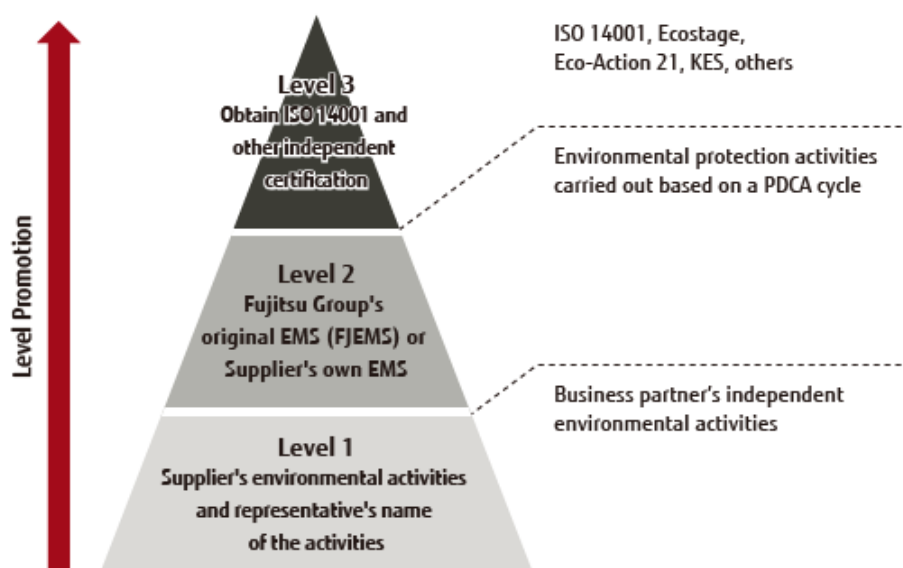 Level Promotion
Level 3
Obtain ISO 14001 and
other independent
certification
ISO 14001, Ecostage,
Eco-Action 21, KES, others
Level 2
Fujitsu Group's
original EMS (FJEMS) or
Supplier's own EMS
Environmental protection activities
carried out based on a PDCA cycle
Level 1
Supplier's environmental activities
and representative's name
of the activities
Business partner's independent
environmental activities